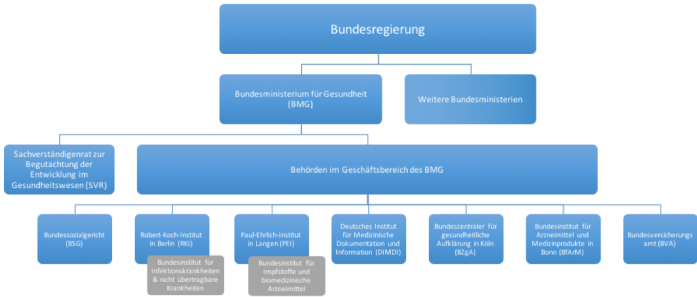 Bundesregierung
Bundesministerium für Gesundheit
(BMG)
Weitere Bundesministerien
Sachverständigenrat zur
Begutachtung der
Entwicklung im
Gesundheitswesen (SVR)
Behörden im Geschäftsbereich des BMG
Bundessozialgericht
(BSG)
Robert-Koch-Institut
in Berlin (RKI)
Bundesinstitut für
Infektionskrankheiten
& nicht übertragbare
Krankheiten
Paul-Ehrlich-Institut
in Langen (PEI)
Bundesinstitut für
Impfstoffe und
biomedizinische
Arzneimittel
Deutsches Institut
für Medizinische
Dokumentation und
Information (DIMDI)
Bundeszentraler für
gesundheitliche
Aufklärung in Köln
(BZgA)
Bundesinstitut für
Arzneimittel und
Medizinprodukte in
Bonn (BfArM)
Bundesversicherungs
amt (BVA)